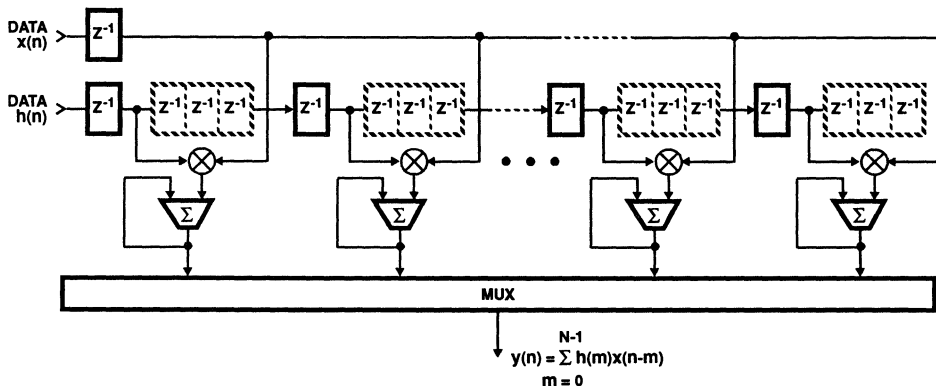 DATA
x(n)
Z⁻¹
DATA
h(n)
Z⁻¹ Z⁻¹ Z⁻¹ Z⁻¹ Z⁻¹ Z⁻¹ Z⁻¹ Z⁻¹ Z⁻¹ Z⁻¹ Z⁻¹ Z⁻¹ Z⁻¹ Z⁻¹ Z⁻¹ Z⁻¹
Σ Σ Σ Σ
MUX
N-1
y(n) = Σ h(m)x(n-m)
m = 0